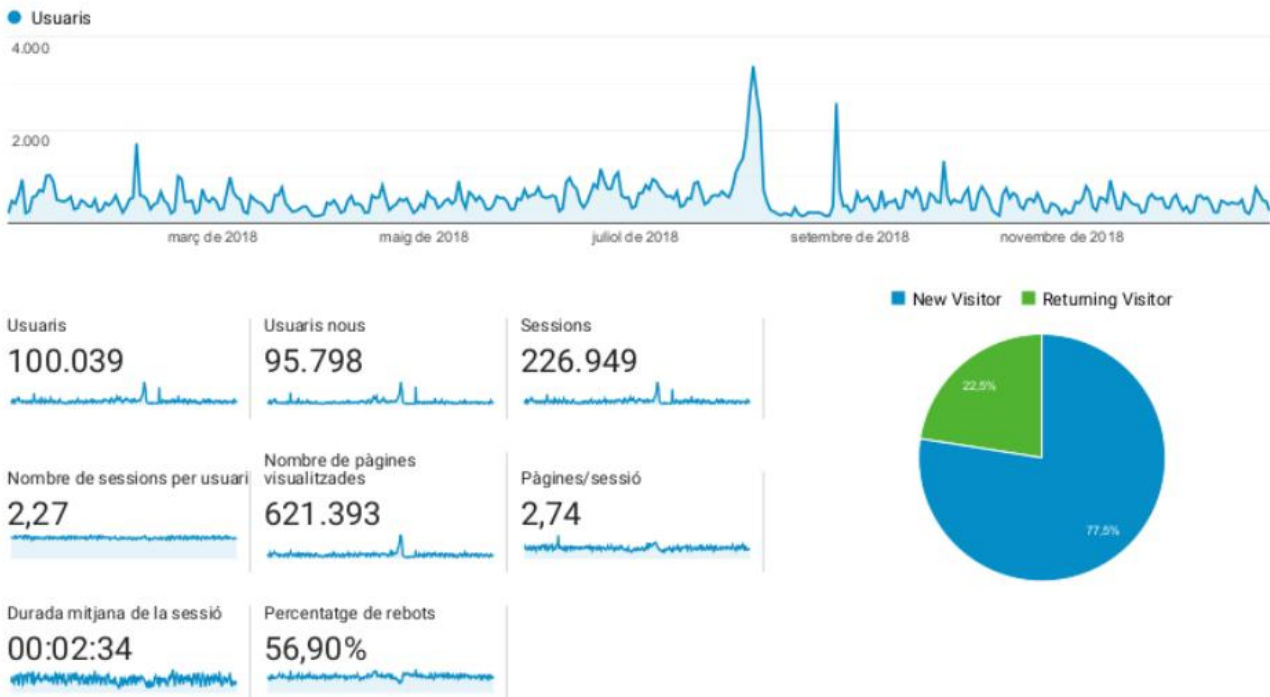 Usuaris
4.000
2.000
març de 2018
maig de 2018
juliol de 2018
setembre de 2018
novembre de 2018
New Visitor
Returning Visitor
Usuaris
100.039
Usuaris nous
95.798
Sessions
226.949
Nombre de sessions per usuari
2,27
Nombre de pàgines
visualitzades
621.393
Pàgines/sessió
2,74
Durada mitjana de la sessió
00:02:34
Percentatge de rebots
56,90%
22,5%
77,5%